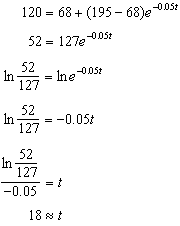 120 = 68 + (195 − 68)e^{−0.05t}
52 = 127e^{−0.05t}
ln 52/127 = ln e^{−0.05t}
ln 52/127 = −0.05t
(ln 52/127)/−0.05 = t
18 ≈ t